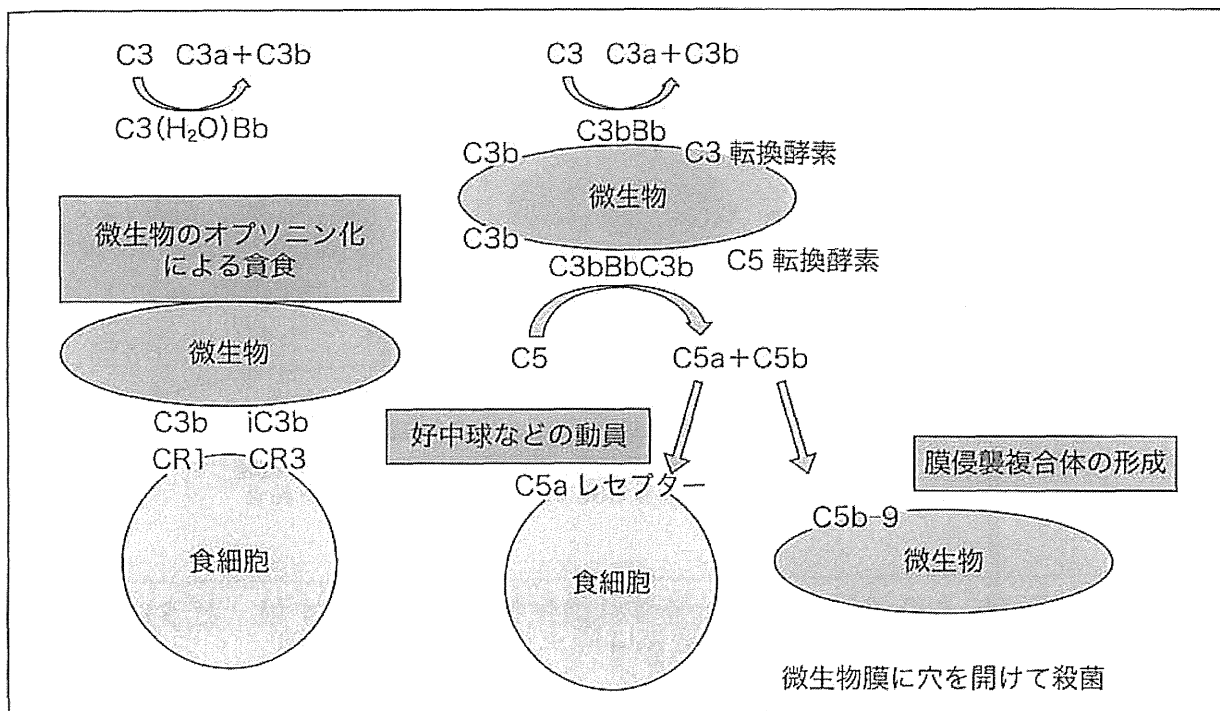 C3 C3a+C3b
C3(H₂O)Bb
微生物のオプソニン化
による貪食
微生物
C3b iC3b
CR1 CR3
食細胞
C3 C3a+C3b
C3bBb
C3b
C3 転換酵素
微生物
C3b
C5 転換酵素
C3bBbC3b
C5
C5a+C5b
好中球などの動員
C5a レセプター
食細胞
膜侵襲複合体の形成
C5b-9
微生物
微生物膜に穴を開けて殺菌